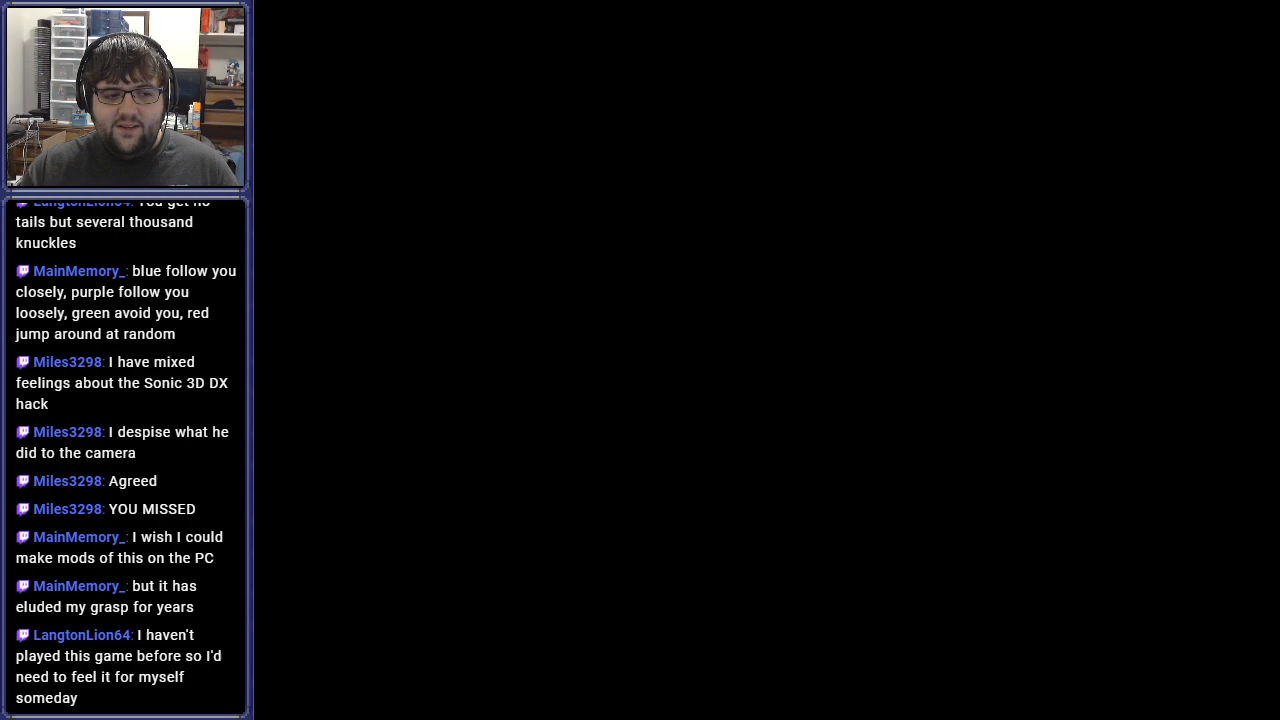 LangtonLion64: You get no
tails but several thousand
knuckles
MainMemory_: blue follow you
closely, purple follow you
loosely, green avoid you, red
jump around at random
Miles3298: I have mixed
feelings about the Sonic 3D DX
hack
Miles3298: I despise what he
did to the camera
Miles3298: Agreed
Miles3298: YOU MISSED
MainMemory_: I wish I could
make mods of this on the PC
MainMemory_: but it has
eluded my grasp for years
LangtonLion64: I haven't
played this game before so I'd
need to feel it for myself
someday